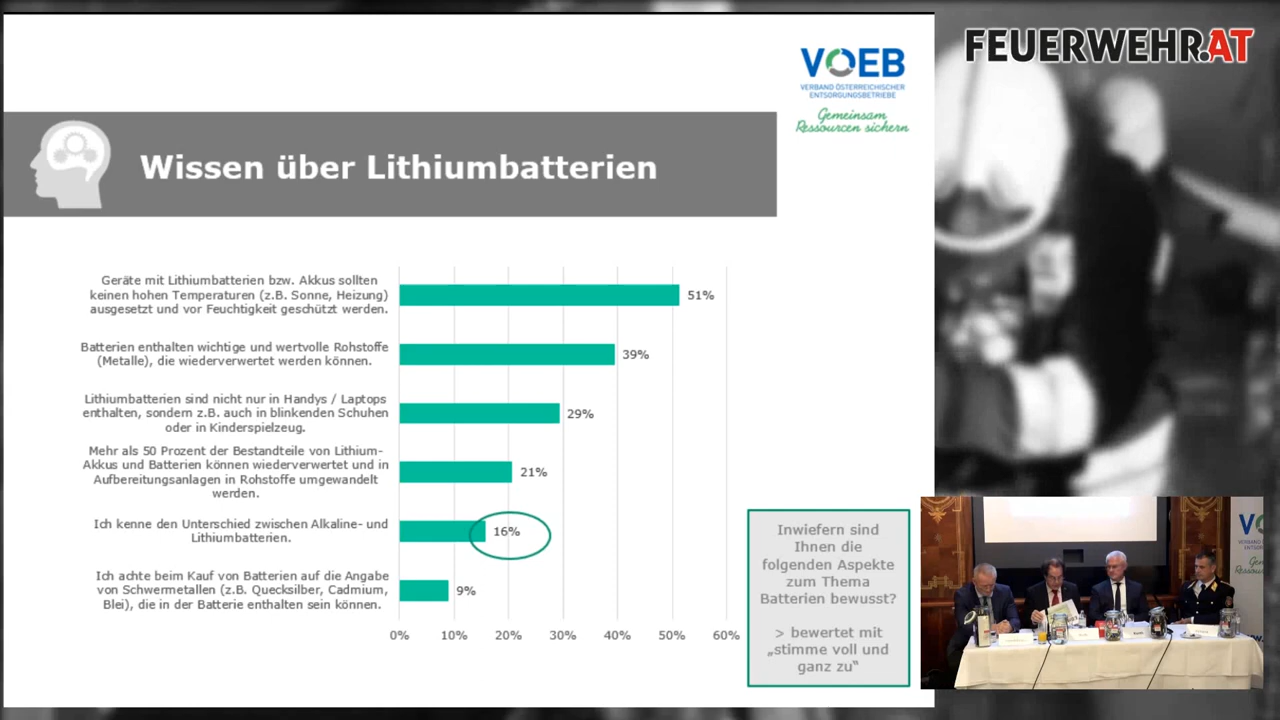 FEUERWEHR.AT
VOEB
VERBAND ÖSTERREICHISCHER
ENTSORGUNGSBETRIEBE
Gemeinsam
Ressourcen sichern
Wissen über Lithiumbatterien
Geräte mit Lithiumbatterien bzw. Akkus sollten
keinen hohen Temperaturen (z.B. Sonne, Heizung)
ausgesetzt und vor Feuchtigkeit geschützt werden.
51%
Batterien enthalten wichtige und wertvolle Rohstoffe
(Metalle), die wiederverwertet werden können.
39%
Lithiumbatterien sind nicht nur in Handys / Laptops
enthalten, sondern z.B. auch in blinkenden Schuhen
oder in Kinderspielzeug.
29%
Mehr als 50 Prozent der Bestandteile von Lithium-
Akkus und Batterien können wiederverwertet und in
Aufbereitungsanlagen in Rohstoffe umgewandelt
werden.
21%
Ich kenne den Unterschied zwischen Alkaline- und
Lithiumbatterien.
16%
Ich achte beim Kauf von Batterien auf die Angabe
von Schwermetallen (z.B. Quecksilber, Cadmium,
Blei), die in der Batterie enthalten sein können.
9%
0% 10% 20% 30% 40% 50% 60%
Inwiefern sind
Ihnen die
folgenden Aspekte
zum Thema
Batterien bewusst?
> bewertet mit
„stimme voll und
ganz zu“